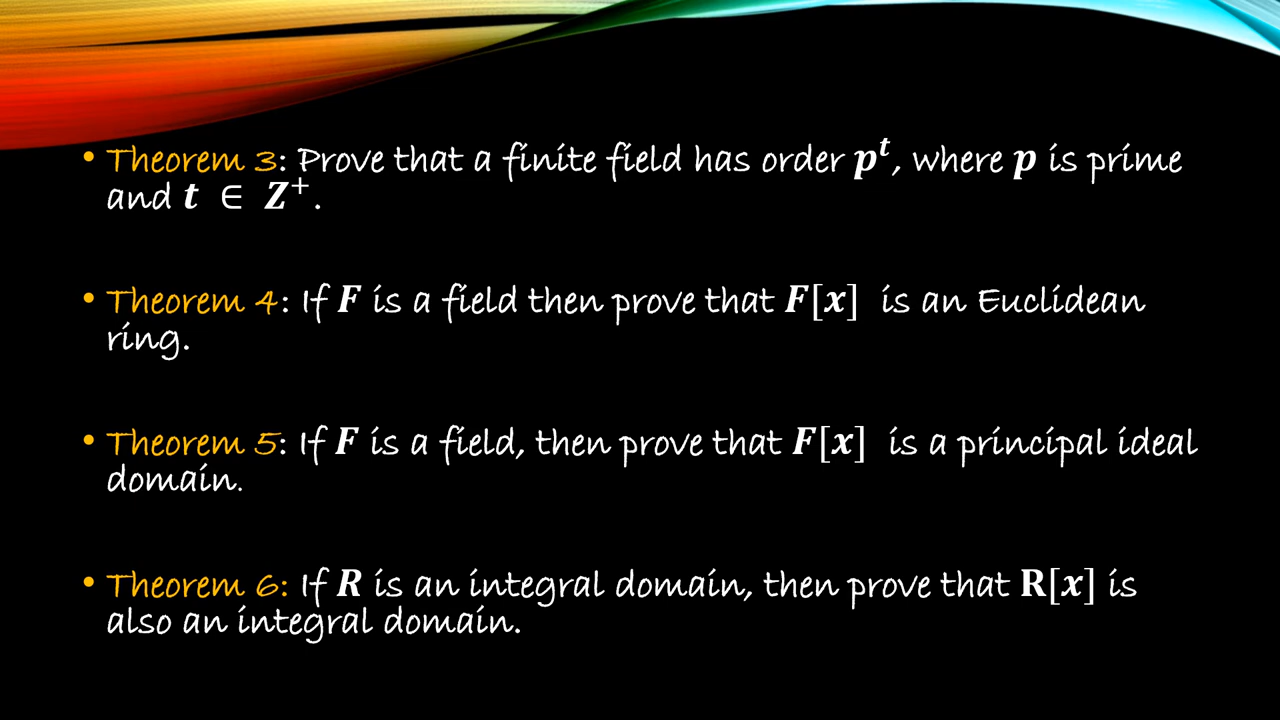 • Theorem 3: Prove that a finite field has order pᵗ, where p is prime
and t ∈ Z⁺.
• Theorem 4: If F is a field then prove that F[x] is an Euclidean
ring.
• Theorem 5: If F is a field, then prove that F[x] is a principal ideal
domain.
• Theorem 6: If R is an integral domain, then prove that R[x] is
also an integral domain.